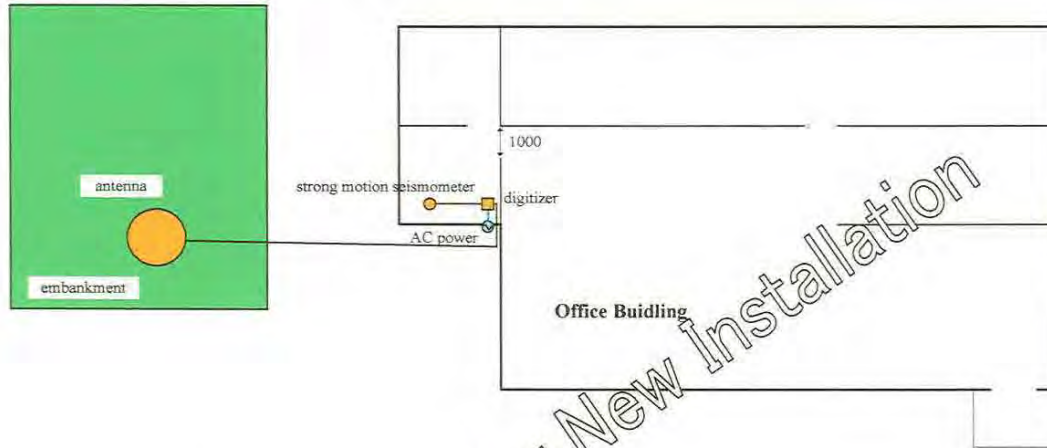 1000
antenna
strong motion seismometer
digitizer
AC power
embankment
Office Buidling
New Installation